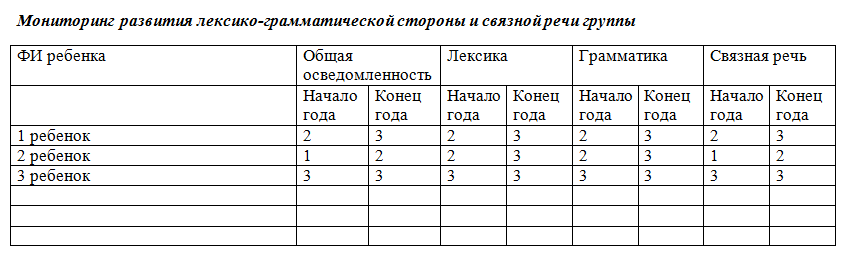 Мониторинг развития лексико-грамматической стороны и связной речи группы
ФИ ребенка Общая осведомленность Лексика Грамматика Связная речь
Начало года Конец года Начало года Конец года Начало года Конец года Начало года Конец года
1 ребенок 2 3 2 3 2 3 2 3
2 ребенок 1 2 2 3 2 3 1 2
3 ребенок 3 3 3 3 3 3 3 3